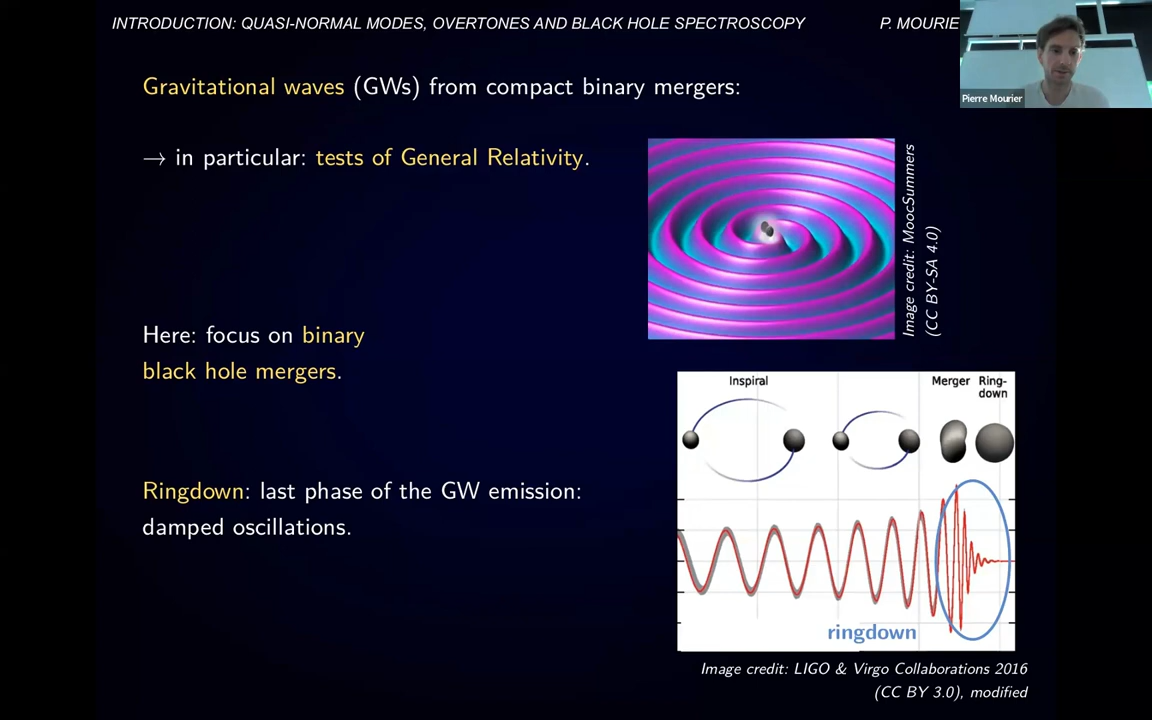 INTRODUCTION: QUASI-NORMAL MODES, OVERTONES AND BLACK HOLE SPECTROSCOPY
P. MOURIE
Pierre Mourier
Gravitational waves (GWs) from compact binary mergers:
→ in particular: tests of General Relativity.
Image credit: MoocSummers
(CC BY-SA 4.0)
Here: focus on binary
black hole mergers.
Inspiral
Merger
Ring-
down
Ringdown: last phase of the GW emission:
damped oscillations.
ringdown
Image credit: LIGO & Virgo Collaborations 2016
(CC BY 3.0), modified